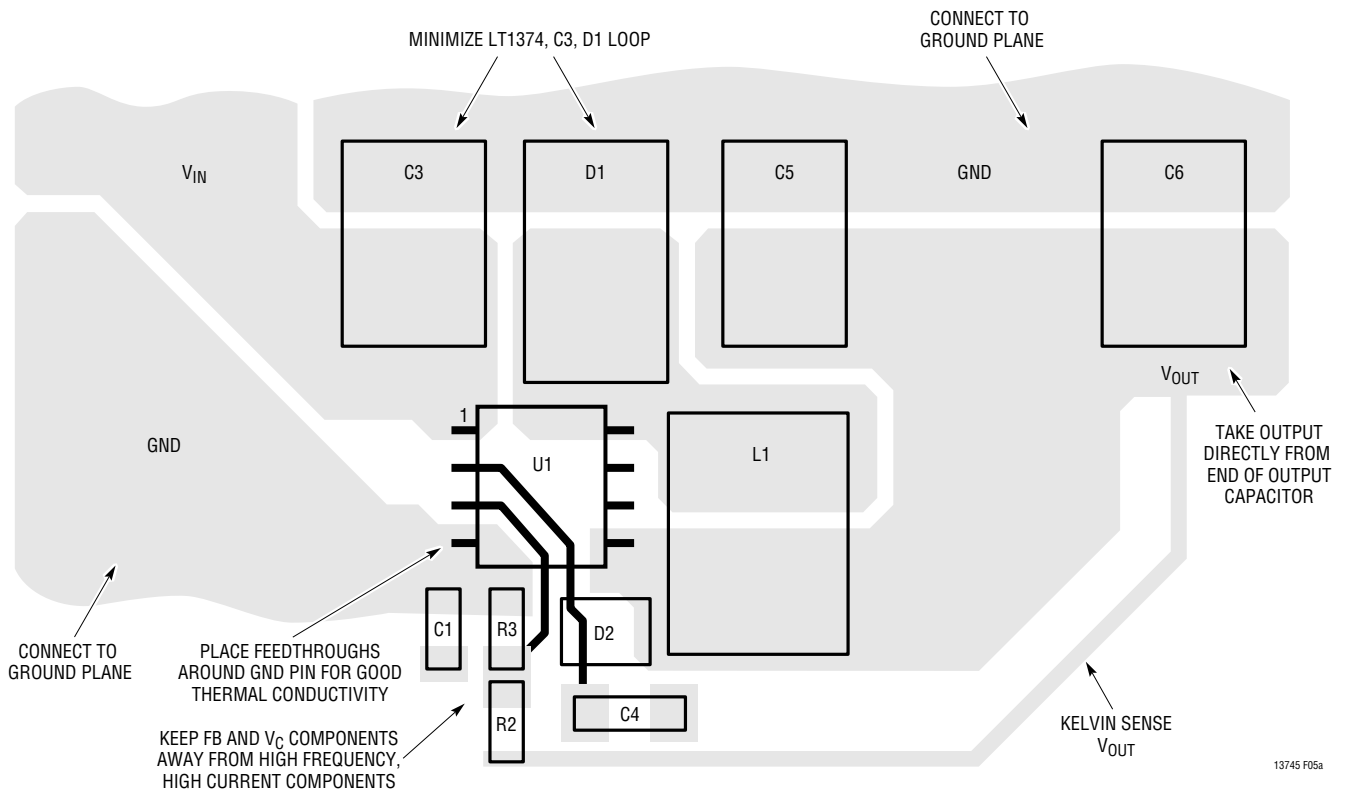 MINIMIZE LT1374, C3, D1 LOOP
CONNECT TO
GROUND PLANE
VIN
C3
D1
C5
GND
C6
VOUT
1
U1
L1
GND
TAKE OUTPUT
DIRECTLY FROM
END OF OUTPUT
CAPACITOR
CONNECT TO
GROUND PLANE
PLACE FEEDTHROUGHS
AROUND GND PIN FOR GOOD
THERMAL CONDUCTIVITY
C1
R3
D2
R2
C4
KEEP FB AND VC COMPONENTS
AWAY FROM HIGH FREQUENCY,
HIGH CURRENT COMPONENTS
KELVIN SENSE
VOUT
13745 F05a